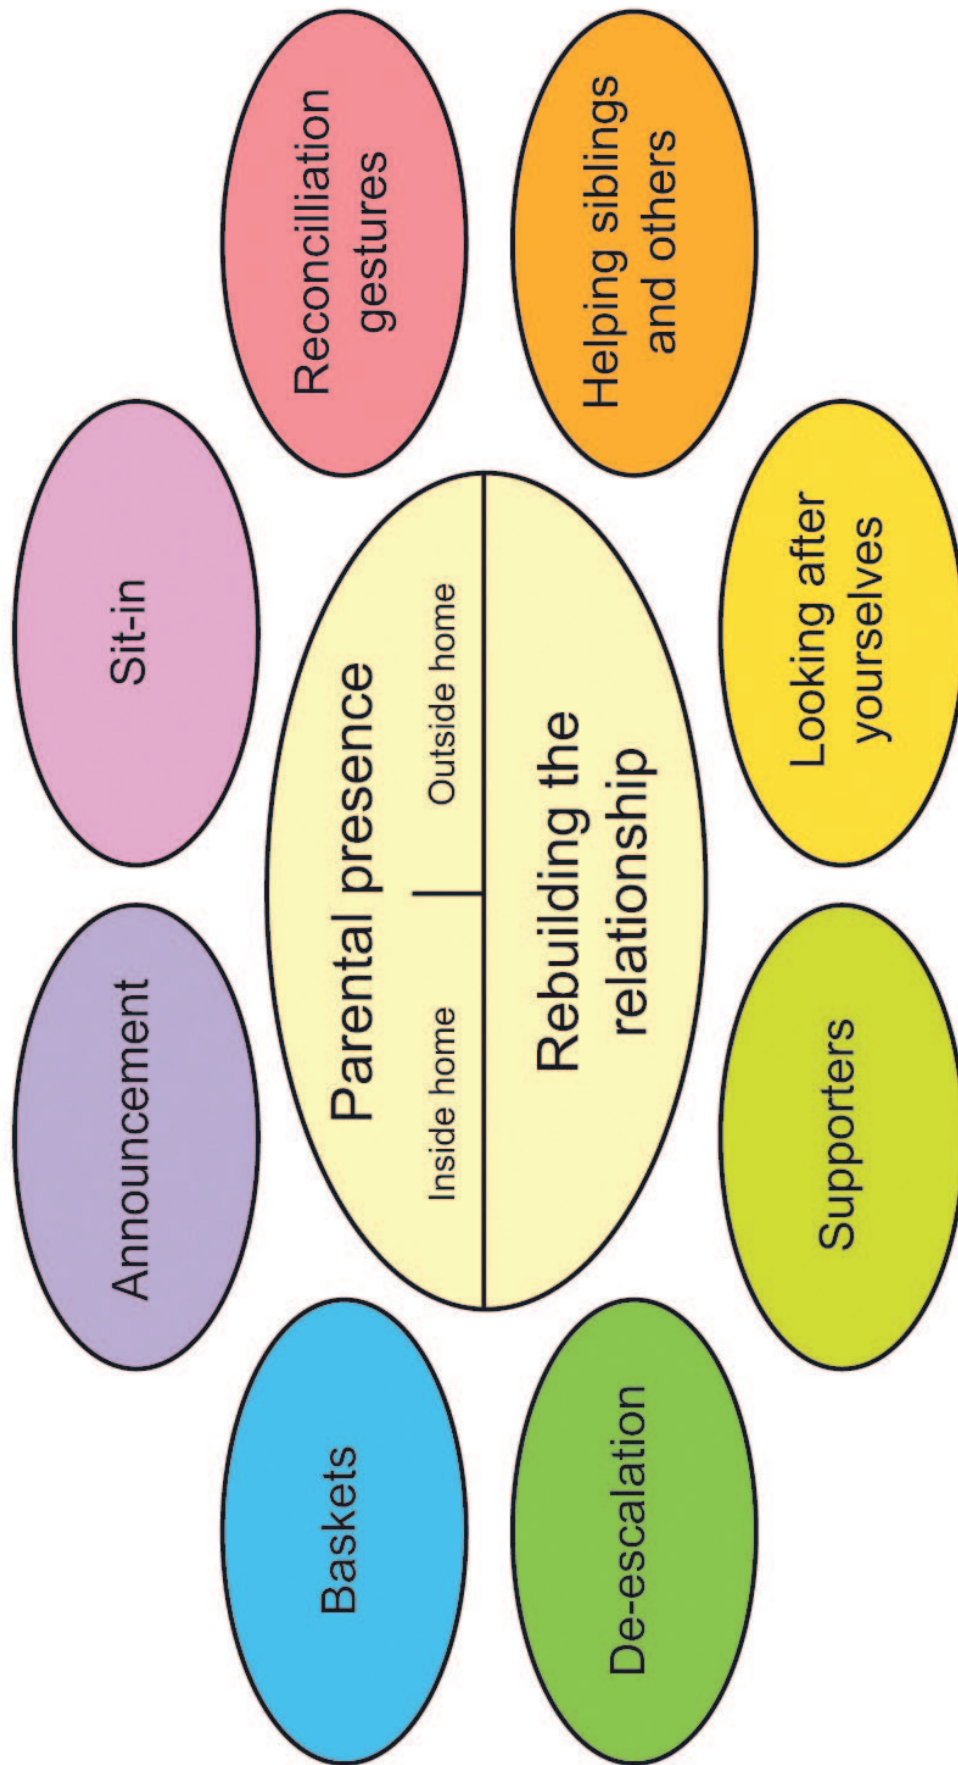 Announcement
Sit-in
Baskets
Reconcilliation
gestures
Parental presence
Inside home
Outside home
Rebuilding the
relationship
De-escalation
Helping siblings
and others
Supporters
Looking after
yourselves